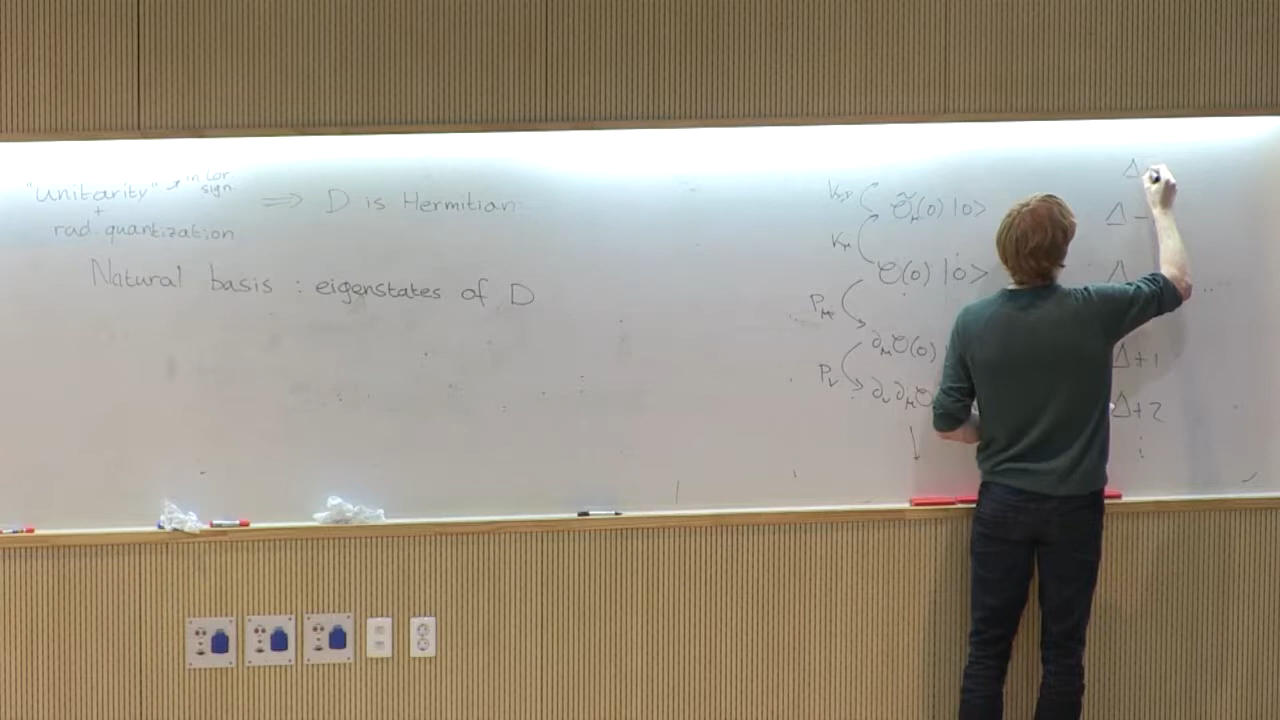 "Unitarity" in Lor. sign.
+
rad. quantization
⟹ D is Hermitian
Natural basis : eigenstates of D
Δ
K_ν Õ_μ(0) |0> Δ -
K_μ
O(0) |0> Δ
P_μ
∂_μ O(0) Δ+1
P_ν
∂_ν ∂_μ O Δ+2
↓ ⋮